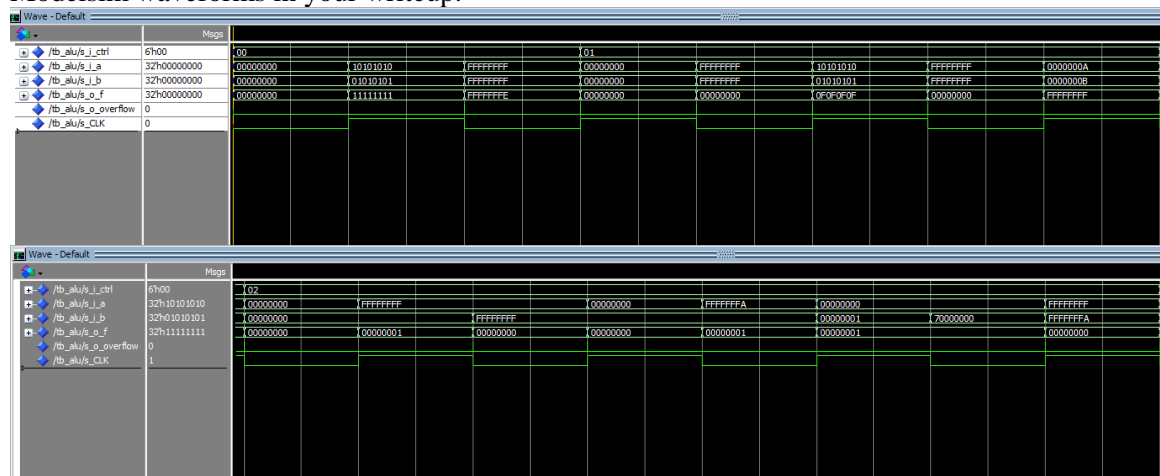 Modelsim waveforms in your writeup.
Wave - Default
Msgs
/tb_alu/s_i_ctrl 6'h00 00 01
/tb_alu/s_i_a 32'h00000000 00000000 10101010 FFFFFFFF 00000000 FFFFFFFF 10101010 FFFFFFFF 0000000A
/tb_alu/s_i_b 32'h00000000 00000000 01010101 FFFFFFFF 00000000 FFFFFFFF 01010101 FFFFFFFF 0000000B
/tb_alu/s_o_f 32'h00000000 00000000 11111111 FFFFFFFE 00000000 00000000 0F0F0F0F 00000000 FFFFFFFF
/tb_alu/s_o_overflow 0
/tb_alu/s_CLK 0
Wave - Default
Msgs
/tb_alu/s_i_ctrl 6'h00 02
/tb_alu/s_i_a 32'h10101010 00000000 FFFFFFFF 00000000 FFFFFFFA 00000000 FFFFFFFF
/tb_alu/s_i_b 32'h01010101 00000000 FFFFFFFF 00000001 70000000 FFFFFFFA
/tb_alu/s_o_f 32'h11111111 00000000 00000001 00000000 00000000 00000001 00000001 00000000
/tb_alu/s_o_overflow 0
/tb_alu/s_CLK 1